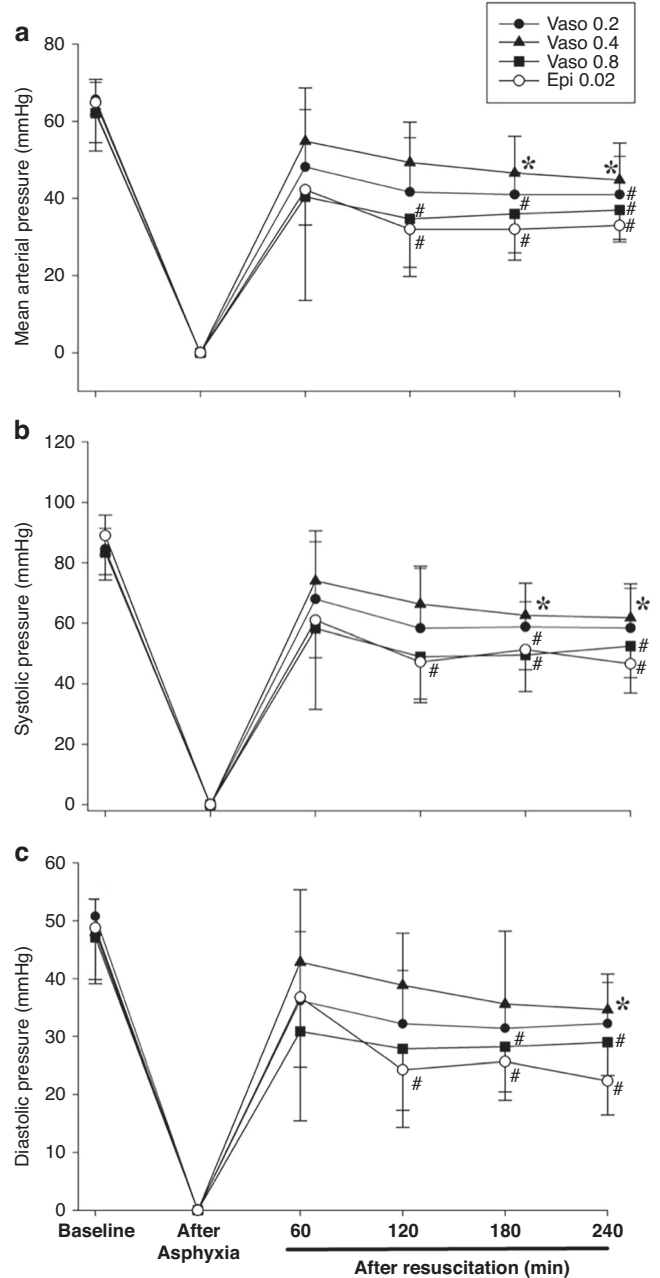 a
Vaso 0.2
Vaso 0.4
Vaso 0.8
Epi 0.02
Mean arterial pressure (mmHg)
80
60
40
20
0
* *
# # #
# #
# # #
b
Systolic pressure (mmHg)
120
100
80
60
40
20
0
* *
# #
# # #
c
Diastolic pressure (mmHg)
60
50
40
30
20
10
0
*
# #
# # #
Baseline After Asphyxia 60 120 180 240
After resuscitation (min)